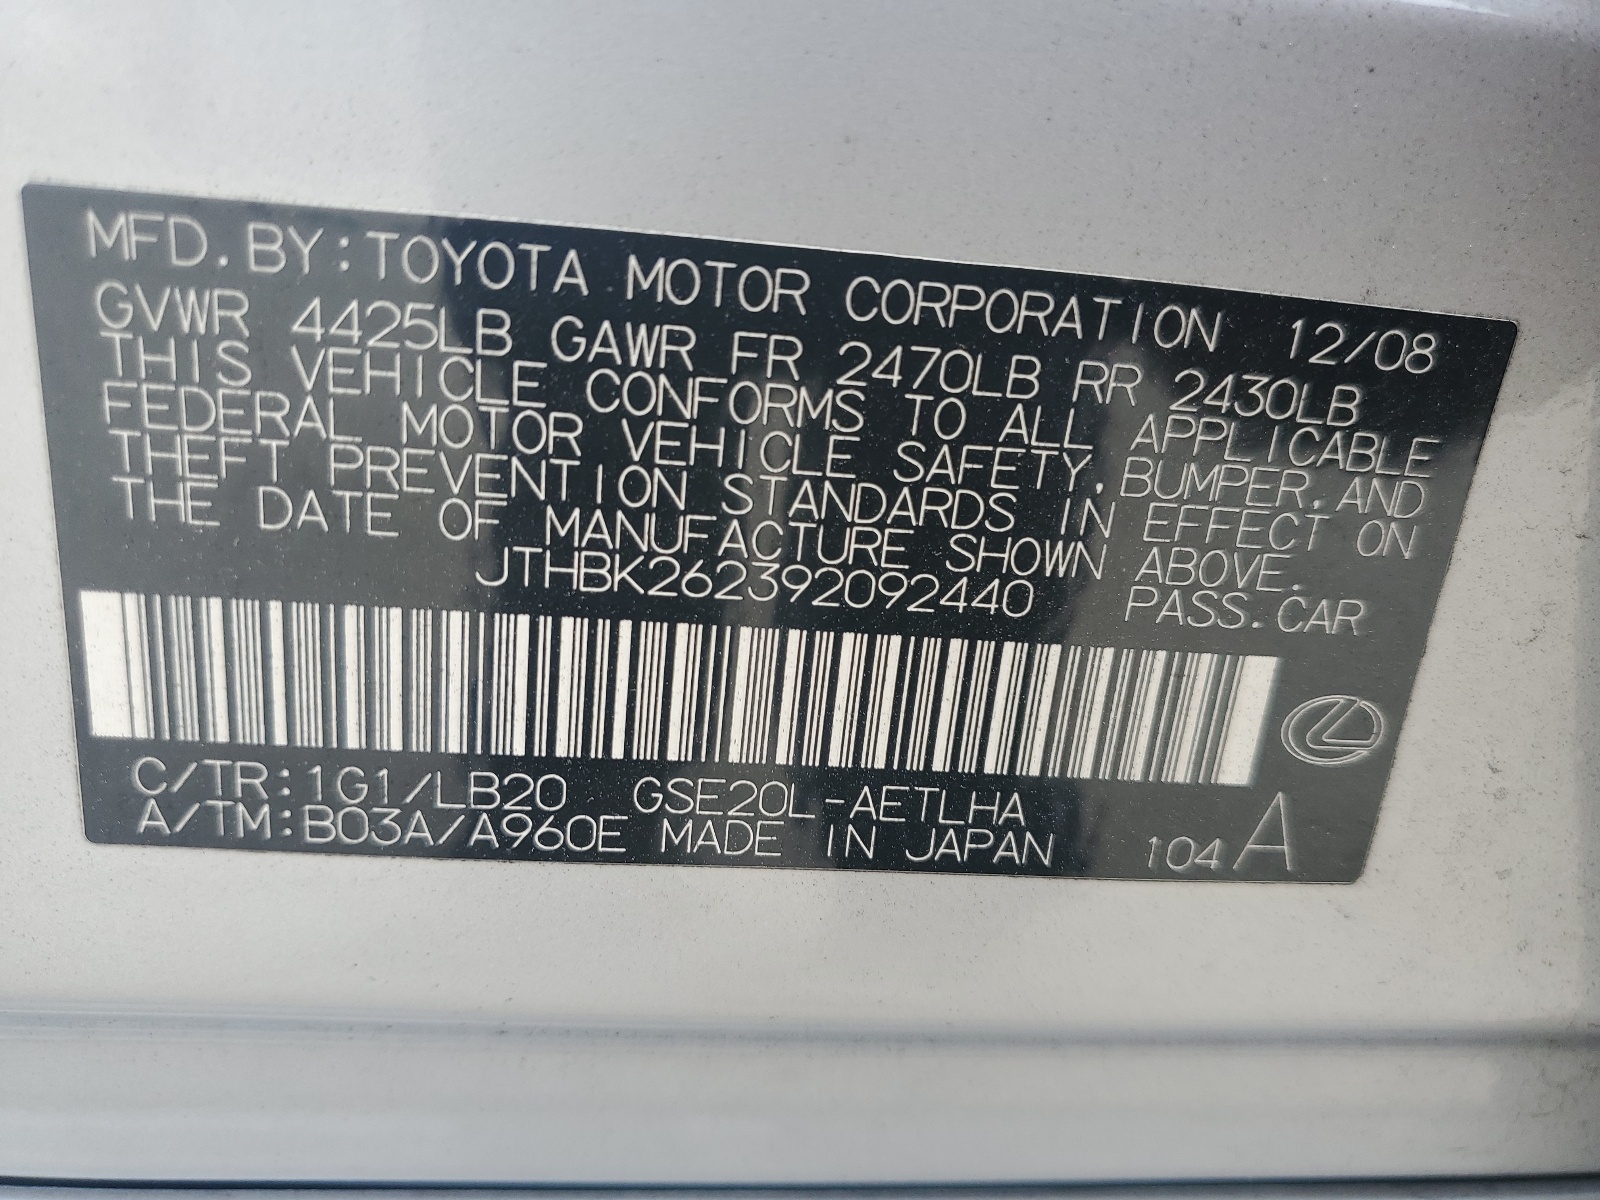 MFD. BY: TOYOTA MOTOR CORPORATION 12/08
GVWR 4425LB GAWR FR 2470LB RR 2430LB
THIS VEHICLE CONFORMS TO ALL APPLICABLE
FEDERAL MOTOR VEHICLE SAFETY, BUMPER, AND
THEFT PREVENTION STANDARDS IN EFFECT ON
THE DATE OF MANUFACTURE SHOWN ABOVE.
JTHBK262392092440 PASS. CAR
C/TR: 1G1/LB20 GSE20L-AETLHA
A/TM: B03A/A960E MADE IN JAPAN 104 A